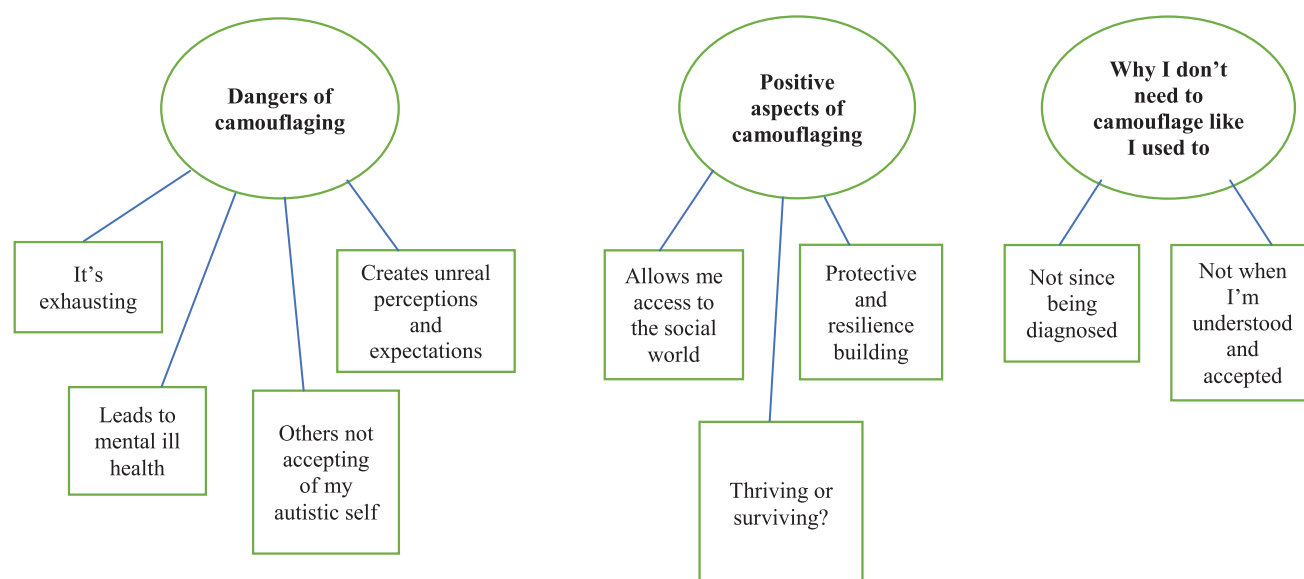 Dangers of
camouflaging
It’s
exhausting
Leads to
mental ill
health
Others not
accepting
of my
autistic self
Creates unreal
perceptions
and
expectations
Positive
aspects of
camouflaging
Allows me
access to
the social
world
Thriving or
surviving?
Protective
and
resilience
building
Why I don’t
need to
camouflage like
I used to
Not since
being
diagnosed
Not when
I’m
understood
and
accepted